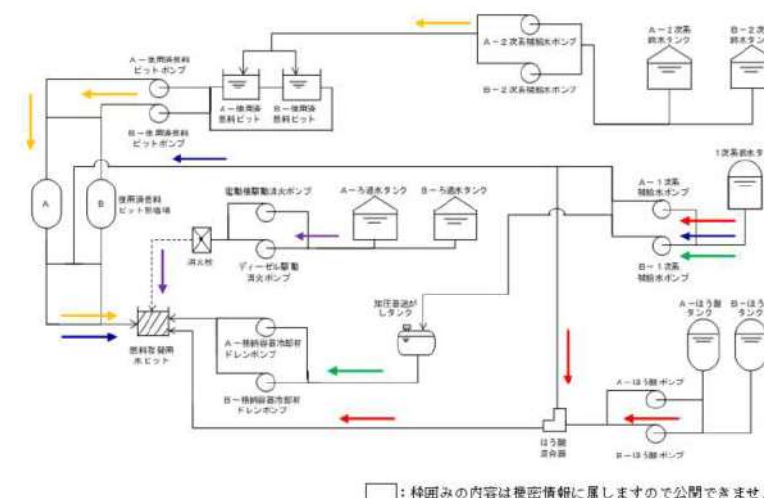 A－2次系補給水ポンプ
B－2次系補給水ポンプ
A－2次系
純水タンク
B－2次
純水タン
A－使用済燃料
ピットポンプ
B－使用済燃料
ピットポンプ
A－使用済
燃料ピット
B－使用済
燃料ピット
A
B
使用済燃料
ピット脱塩塔
電動機駆動消火ポンプ
ディーゼル駆動
消火ポンプ
A－ろ過水タンク
B－ろ過水タンク
消火栓
1次系純水タ
A－1次系
補給水ポンプ
B－1次系
補給水ポンプ
燃料取替用
水ピット
加圧器逃が
しタンク
A－格納容器冷却材
ドレンポンプ
B－格納容器冷却材
ドレンポンプ
A－ほう酸
タンク
B－ほう
タンク
A－ほう酸ポンプ
B－ほう酸ポンプ
ほう酸
混合器
：枠囲みの内容は機密情報に属しますので公開できませ